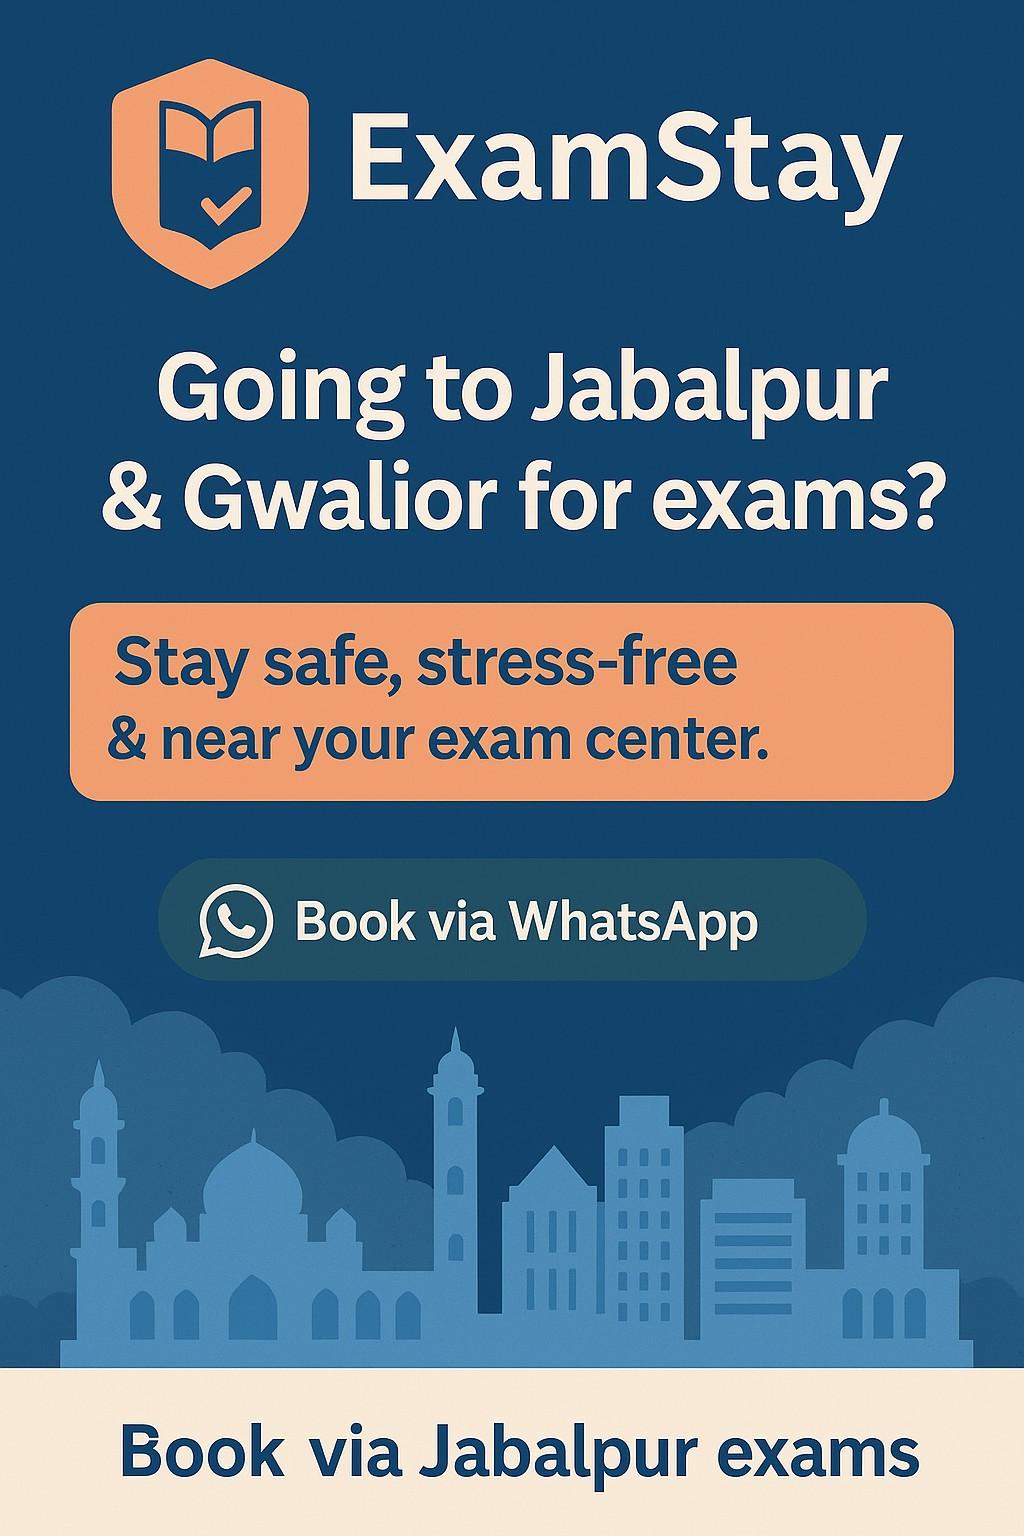 ExamStay
Going to Jabalpur
& Gwalior for exams?
Stay safe, stress-free
& near your exam center.
Book via WhatsApp
Book via Jabalpur exams